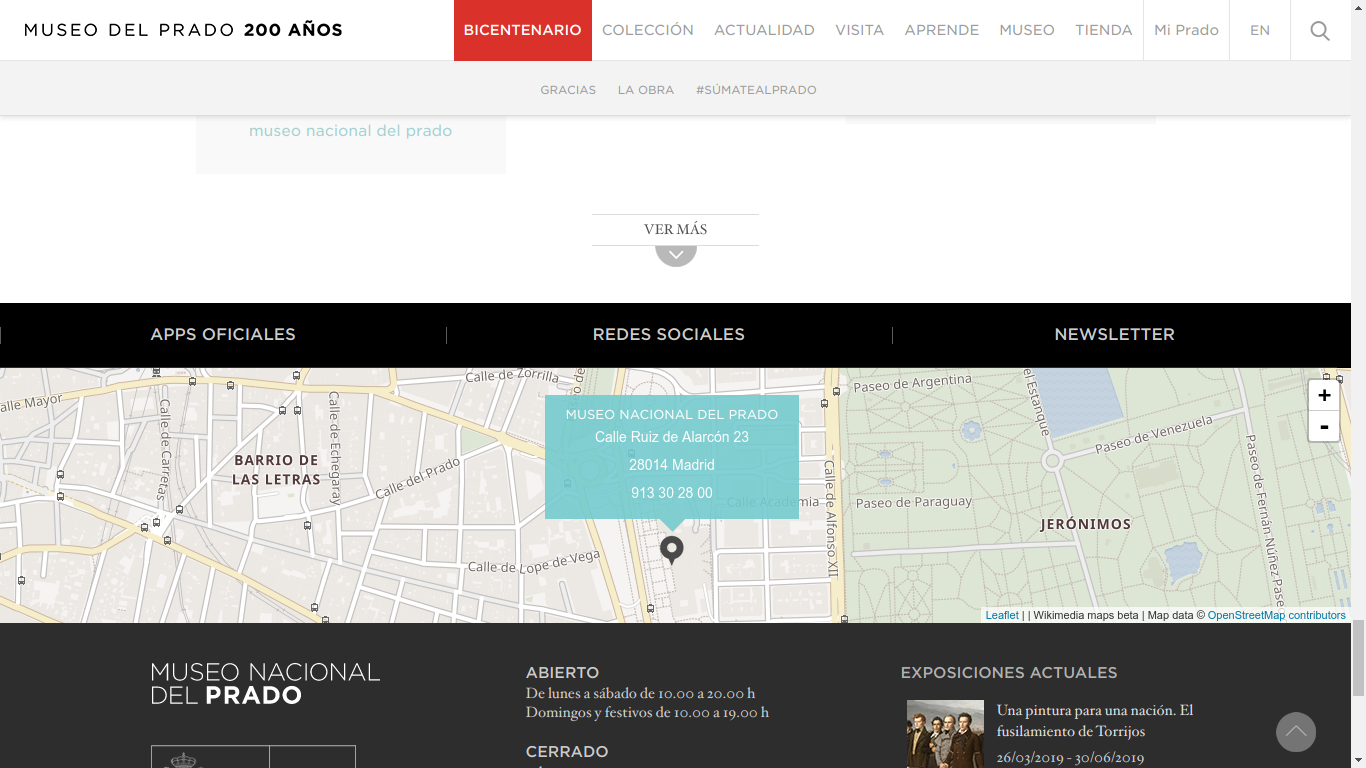 MUSEO DEL PRADO 200 AÑOS
BICENTENARIO
COLECCIÓN
ACTUALIDAD
VISITA
APRENDE
MUSEO
TIENDA
Mi Prado
EN
GRACIAS
LA OBRA
#SÚMATEALPRADO
museo nacional del prado
VER MÁS
APOS OFICIALES
REDES SOCIALES
NEWSLETTER
Calle de Zorrilla
Paseo de Argentina
alle Mayor
Calle de Carretas
Calle de Echegaray
BARRIO DE
LAS LETRAS
Calle del Prado
MUSEO NACIONAL DEL PRADO
Calle Ruiz de Alarcón 23
28014 Madrid
913 30 28 00
Calle Academia
Calle de Alfonso XII
el Estanque
Paseo de Venezuela
Paseo de Paraguay
JERÓNIMOS
Paseo de Fernán Núñez
Pase
Calle de Lope de Vega
+
-
Leaflet | | Wikimedia maps beta | Map data © OpenStreetMap contributors
MUSEO NACIONAL
DEL PRADO
ABIERTO
De lunes a sábado de 10.00 a 20.00 h
Domingos y festivos de 10.00 a 19.00 h
CERRADO
EXPOSICIONES ACTUALES
Una pintura para una nación. El
fusilamiento de Torrijos
26/03/2019 - 30/06/2019